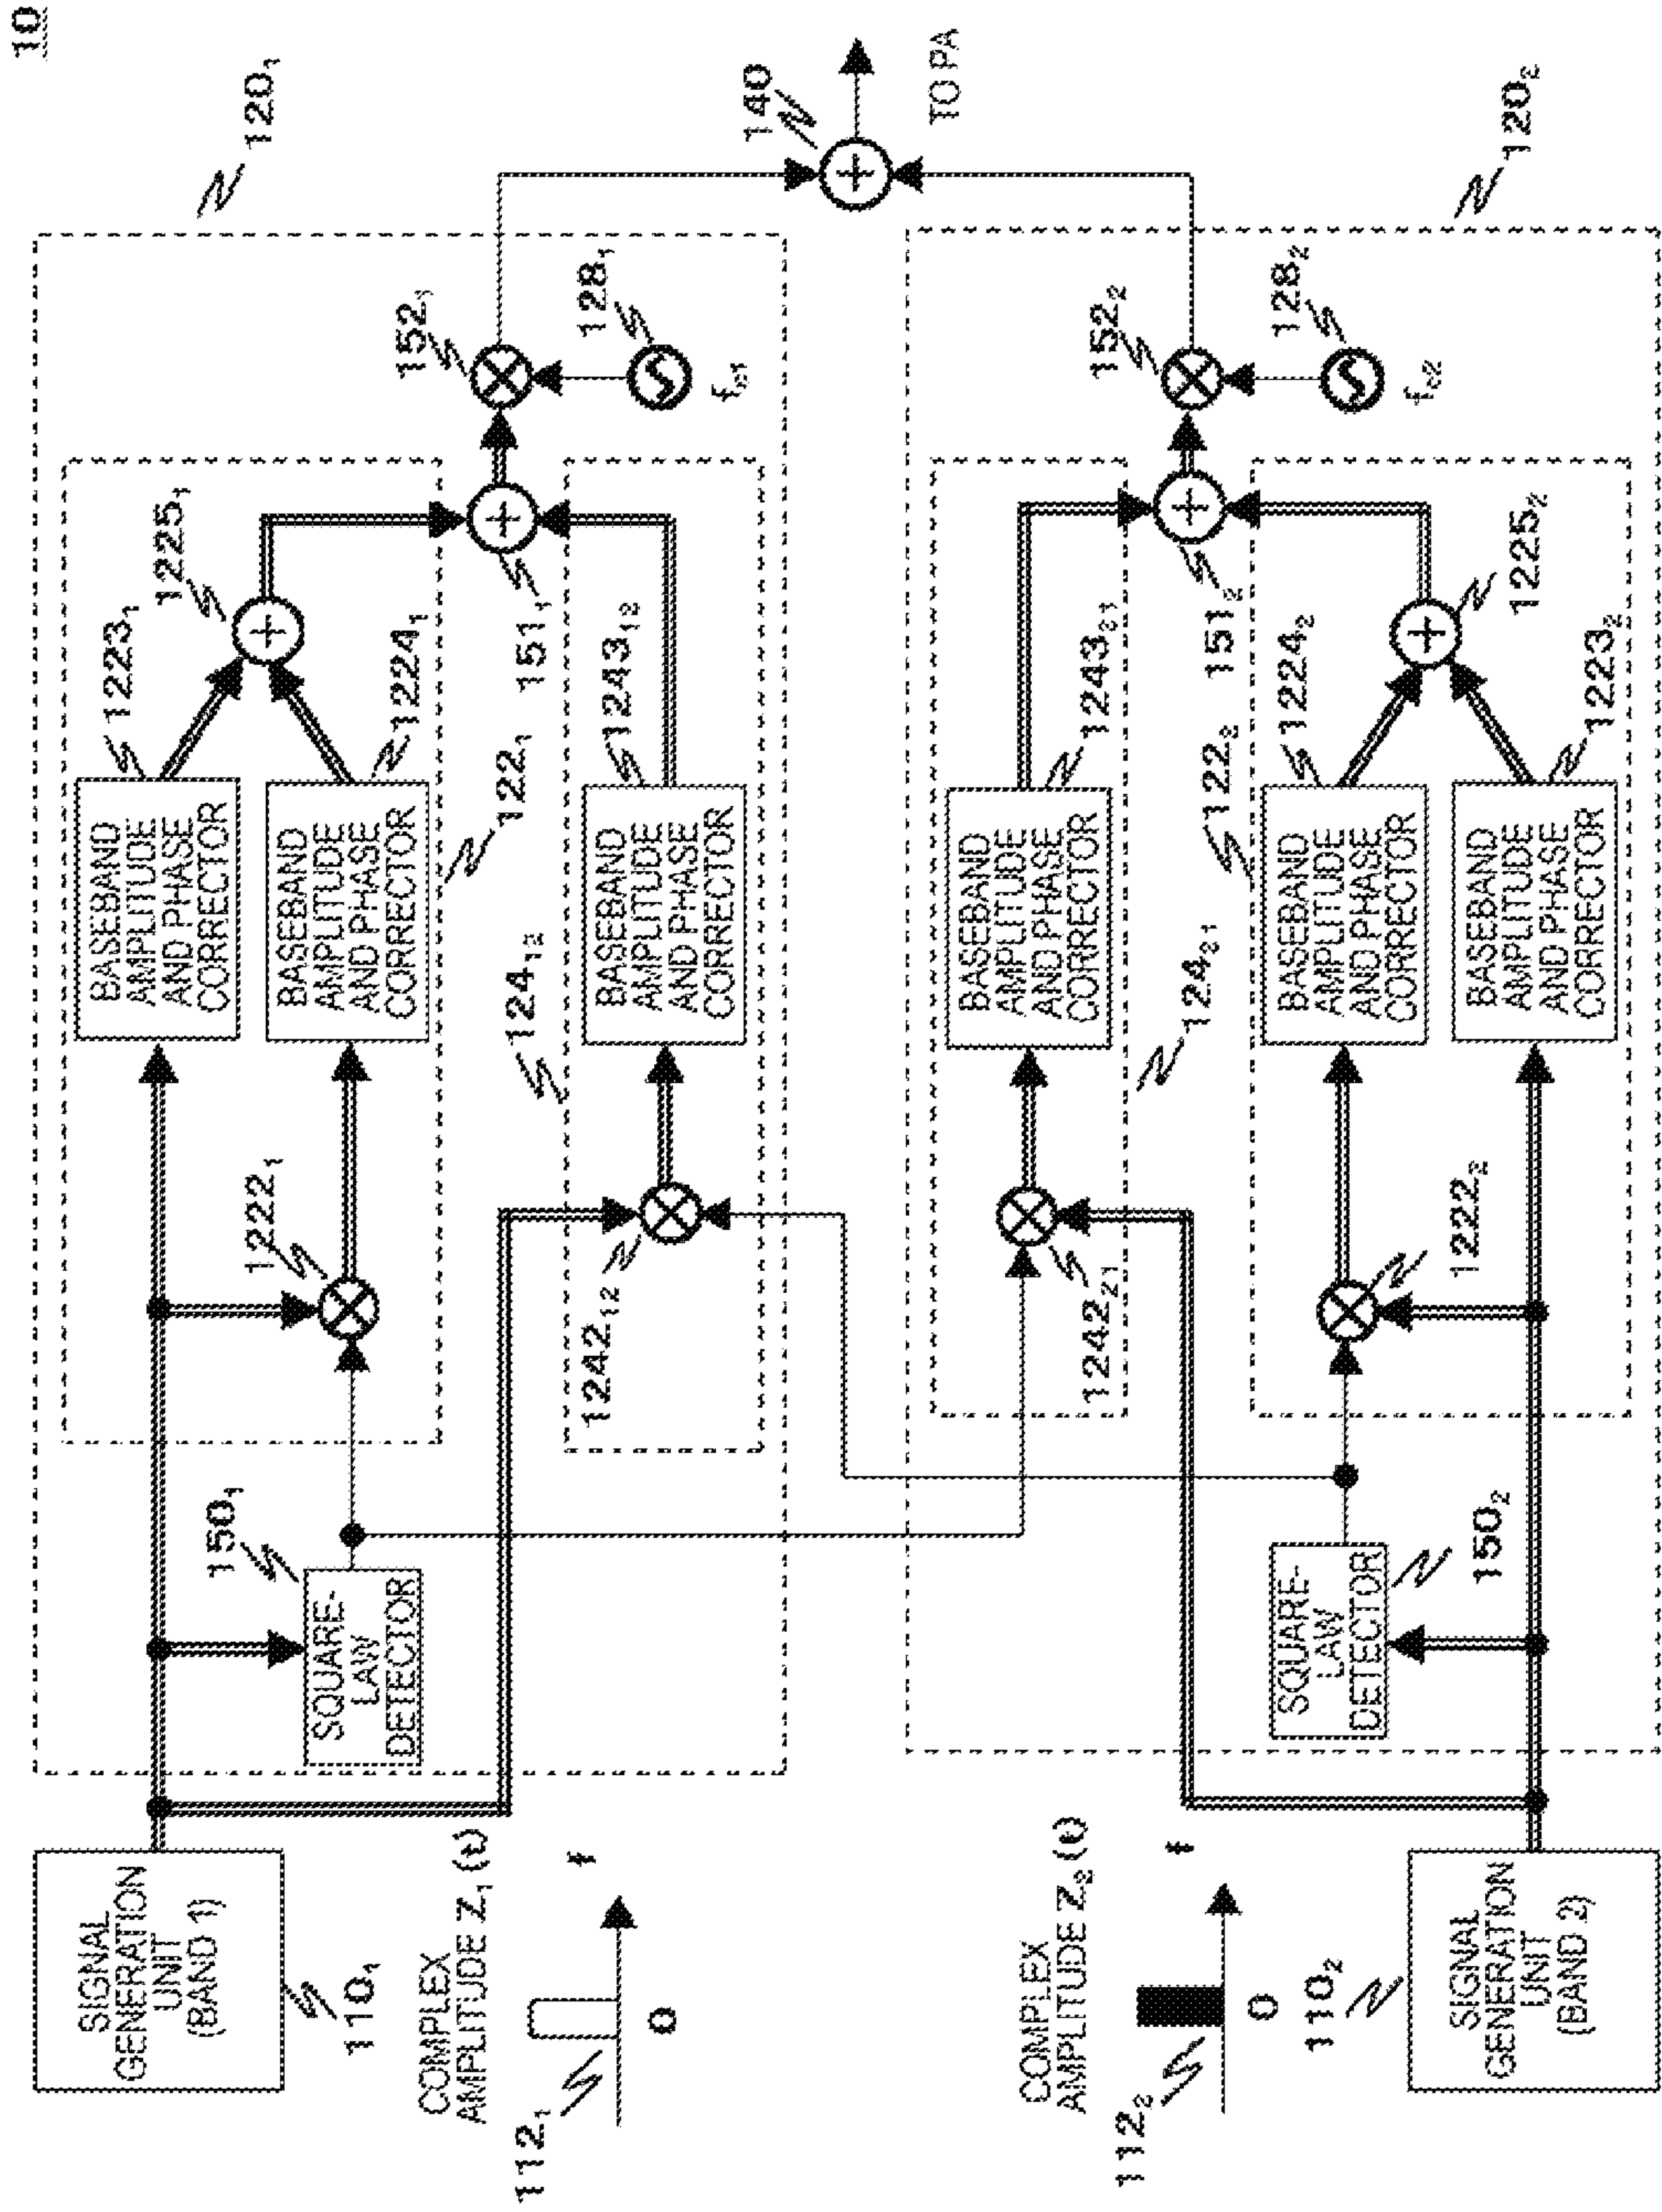 10
SIGNAL
GENERATION
UNIT
(BAND 1)
110₁
COMPLEX
AMPLITUDE Z₁ (t)
112₁
f
0
150₁
SQUARE-
LAW
DETECTOR
1222₁
BASEBAND
AMPLITUDE
AND PHASE
CORRECTOR
1223₁
BASEBAND
AMPLITUDE
AND PHASE
CORRECTOR
1224₁
1225₁
122₁
124₁₂
1242₁₂
BASEBAND
AMPLITUDE
AND PHASE
CORRECTOR
1243₁₂
151₁
152₁
128₁
f꜀₁
120₁
140
TO PA
COMPLEX
AMPLITUDE Z₂ (t)
112₂
f
0
110₂
SIGNAL
GENERATION
UNIT
(BAND 2)
SQUARE-
LAW
DETECTOR
150₂
1242₂₁
124₂₁
BASEBAND
AMPLITUDE
AND PHASE
CORRECTOR
1243₂₁
1222₂
122₂
BASEBAND
AMPLITUDE
AND PHASE
CORRECTOR
1224₂
BASEBAND
AMPLITUDE
AND PHASE
CORRECTOR
1223₂
1225₂
151₂
152₂
128₂
f꜀₂
120₂